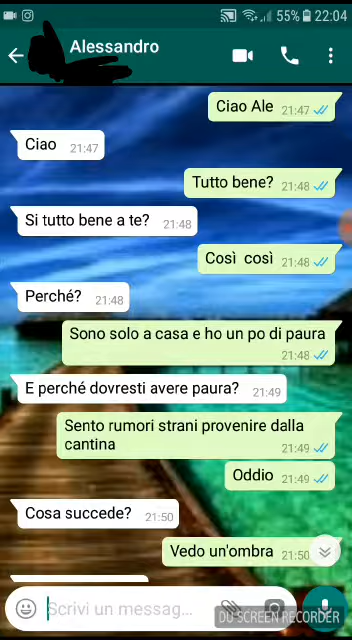 55% 22:04
Alessandro
Ciao Ale 21:47
Ciao 21:47
Tutto bene? 21:48
Si tutto bene a te? 21:48
Così così 21:48
Perché? 21:48
Sono solo a casa e ho un po di paura
21:48
E perché dovresti avere paura? 21:49
Sento rumori strani provenire dalla
cantina 21:49
Oddio 21:49
Cosa succede? 21:50
Vedo un'ombra 21:50
Scrivi un messag...
DU SCREEN RECORDER